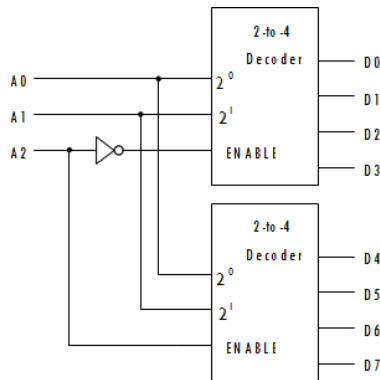 2-to -4
Decoder
A0
2⁰
D0
D1
A1
2¹
D2
A2
ENABLE
D3
2-to -4
Decoder
D4
2⁰
D5
2¹
D6
ENABLE
D7